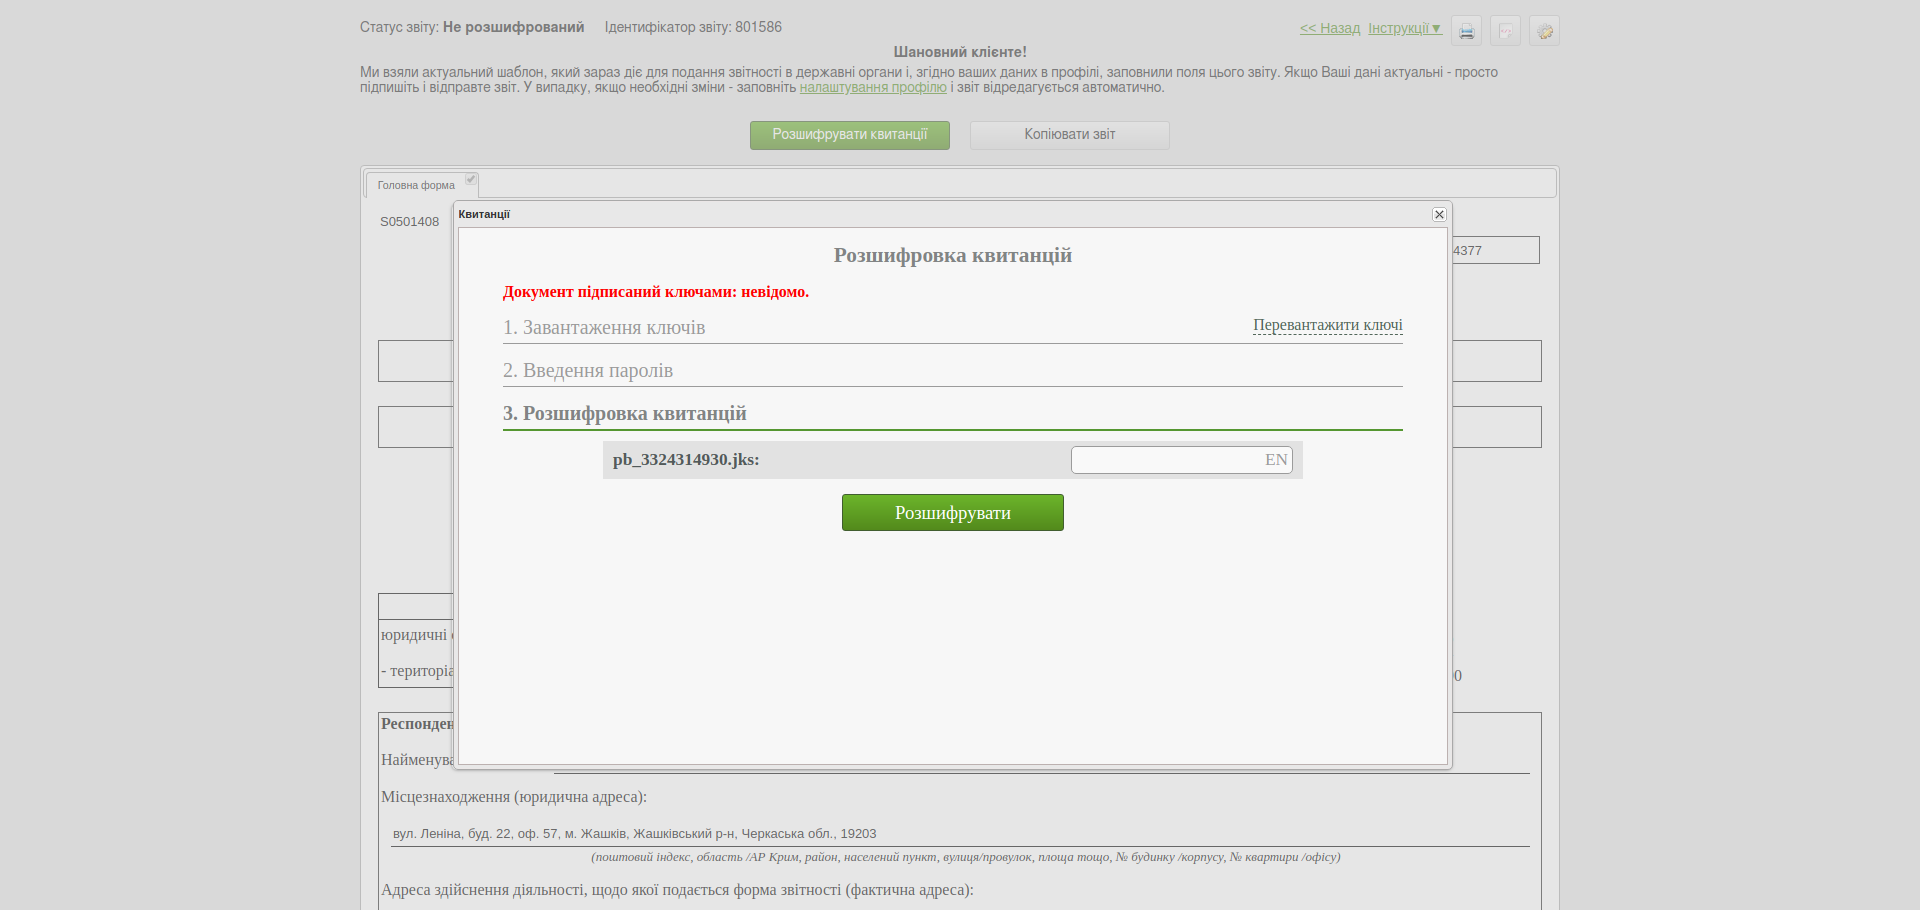 Статус звіту: Не розшифрований Ідентифікатор звіту: 801586
<< Назад Інструкції▼
Шановний клієнте!
Ми взяли актуальний шаблон, який зараз діє для подання звітності в державні органи і, згідно ваших даних в профілі, заповнили поля цього звіту. Якщо Ваші дані актуальні - просто
підпишіть і відправте звіт. У випадку, якщо необхідні зміни - заповніть налаштування профілю і звіт відредагується автоматично.
Розшифрувати квитанції Копіювати звіт
Головна форма
S0501408
4377
Квитанції
Розшифровка квитанцій
Документ підписаний ключами: невідомо.
1. Завантаження ключів Перевантажити ключі
2. Введення паролів
3. Розшифровка квитанцій
pb_3324314930.jks: EN
Розшифрувати
юридичні
- територіа
0
Респонден
Найменува
Місцезнаходження (юридична адреса):
вул. Леніна, буд. 22, оф. 57, м. Жашків, Жашківський р-н, Черкаська обл., 19203
(поштовий індекс, область /АР Крим, район, населений пункт, вулиця/провулок, площа тощо, № будинку /корпусу, № квартири /офісу)
Адреса здійснення діяльності, щодо якої подається форма звітності (фактична адреса):